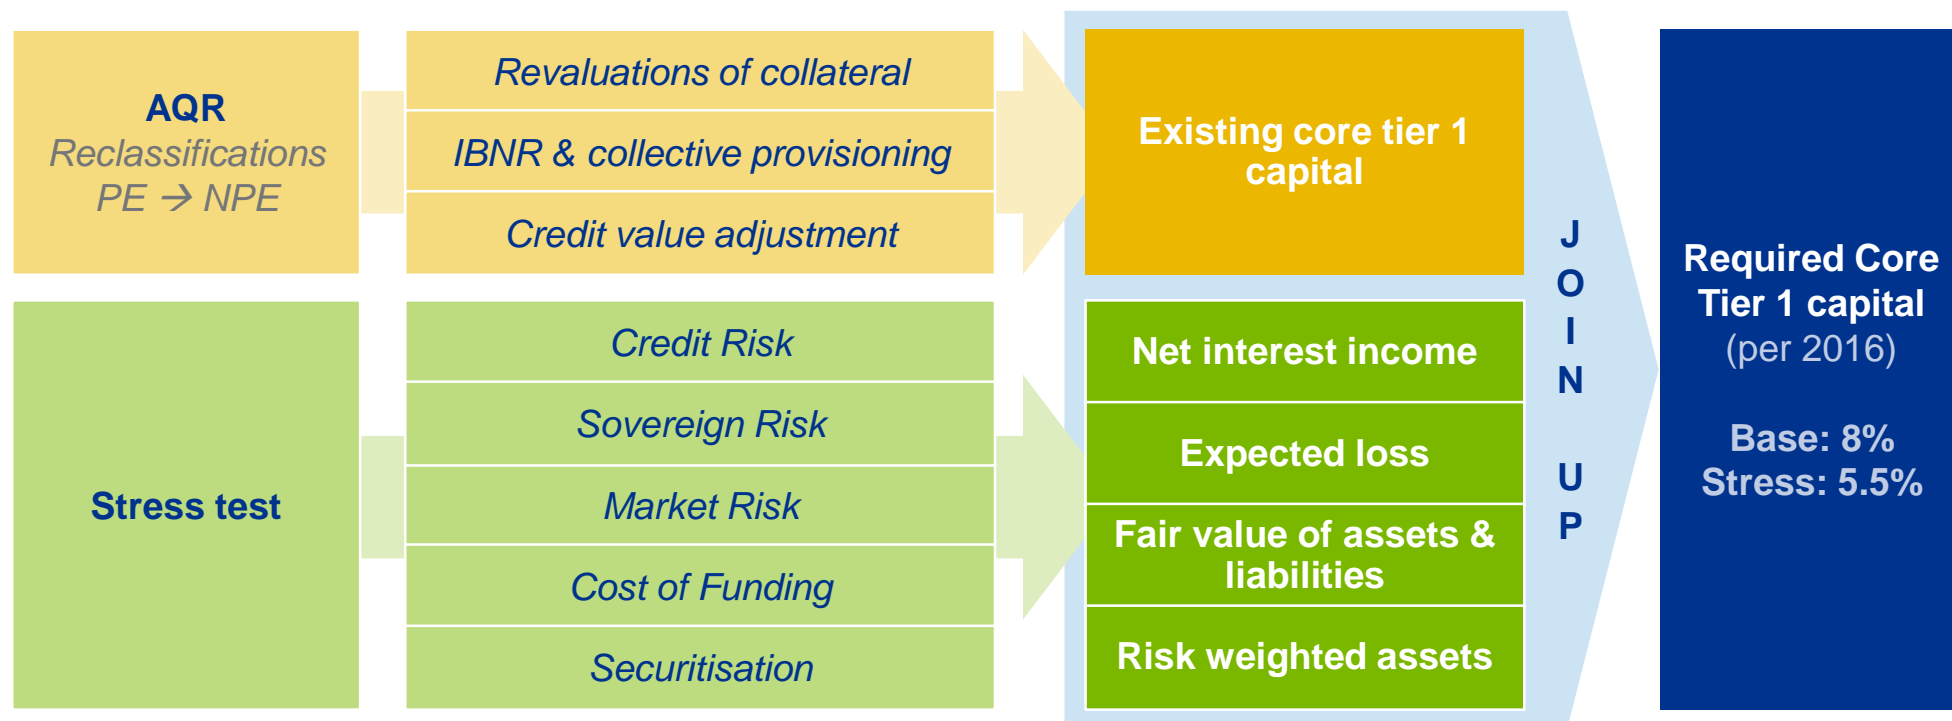 AQR
Reclassifications
PE → NPE
Revaluations of collateral
IBNR & collective provisioning
Credit value adjustment
Existing core tier 1
capital
Stress test
Credit Risk
Sovereign Risk
Market Risk
Cost of Funding
Securitisation
Net interest income
Expected loss
Fair value of assets &
liabilities
Risk weighted assets
J
O
I
N
U
P
Required Core
Tier 1 capital
(per 2016)
Base: 8%
Stress: 5.5%